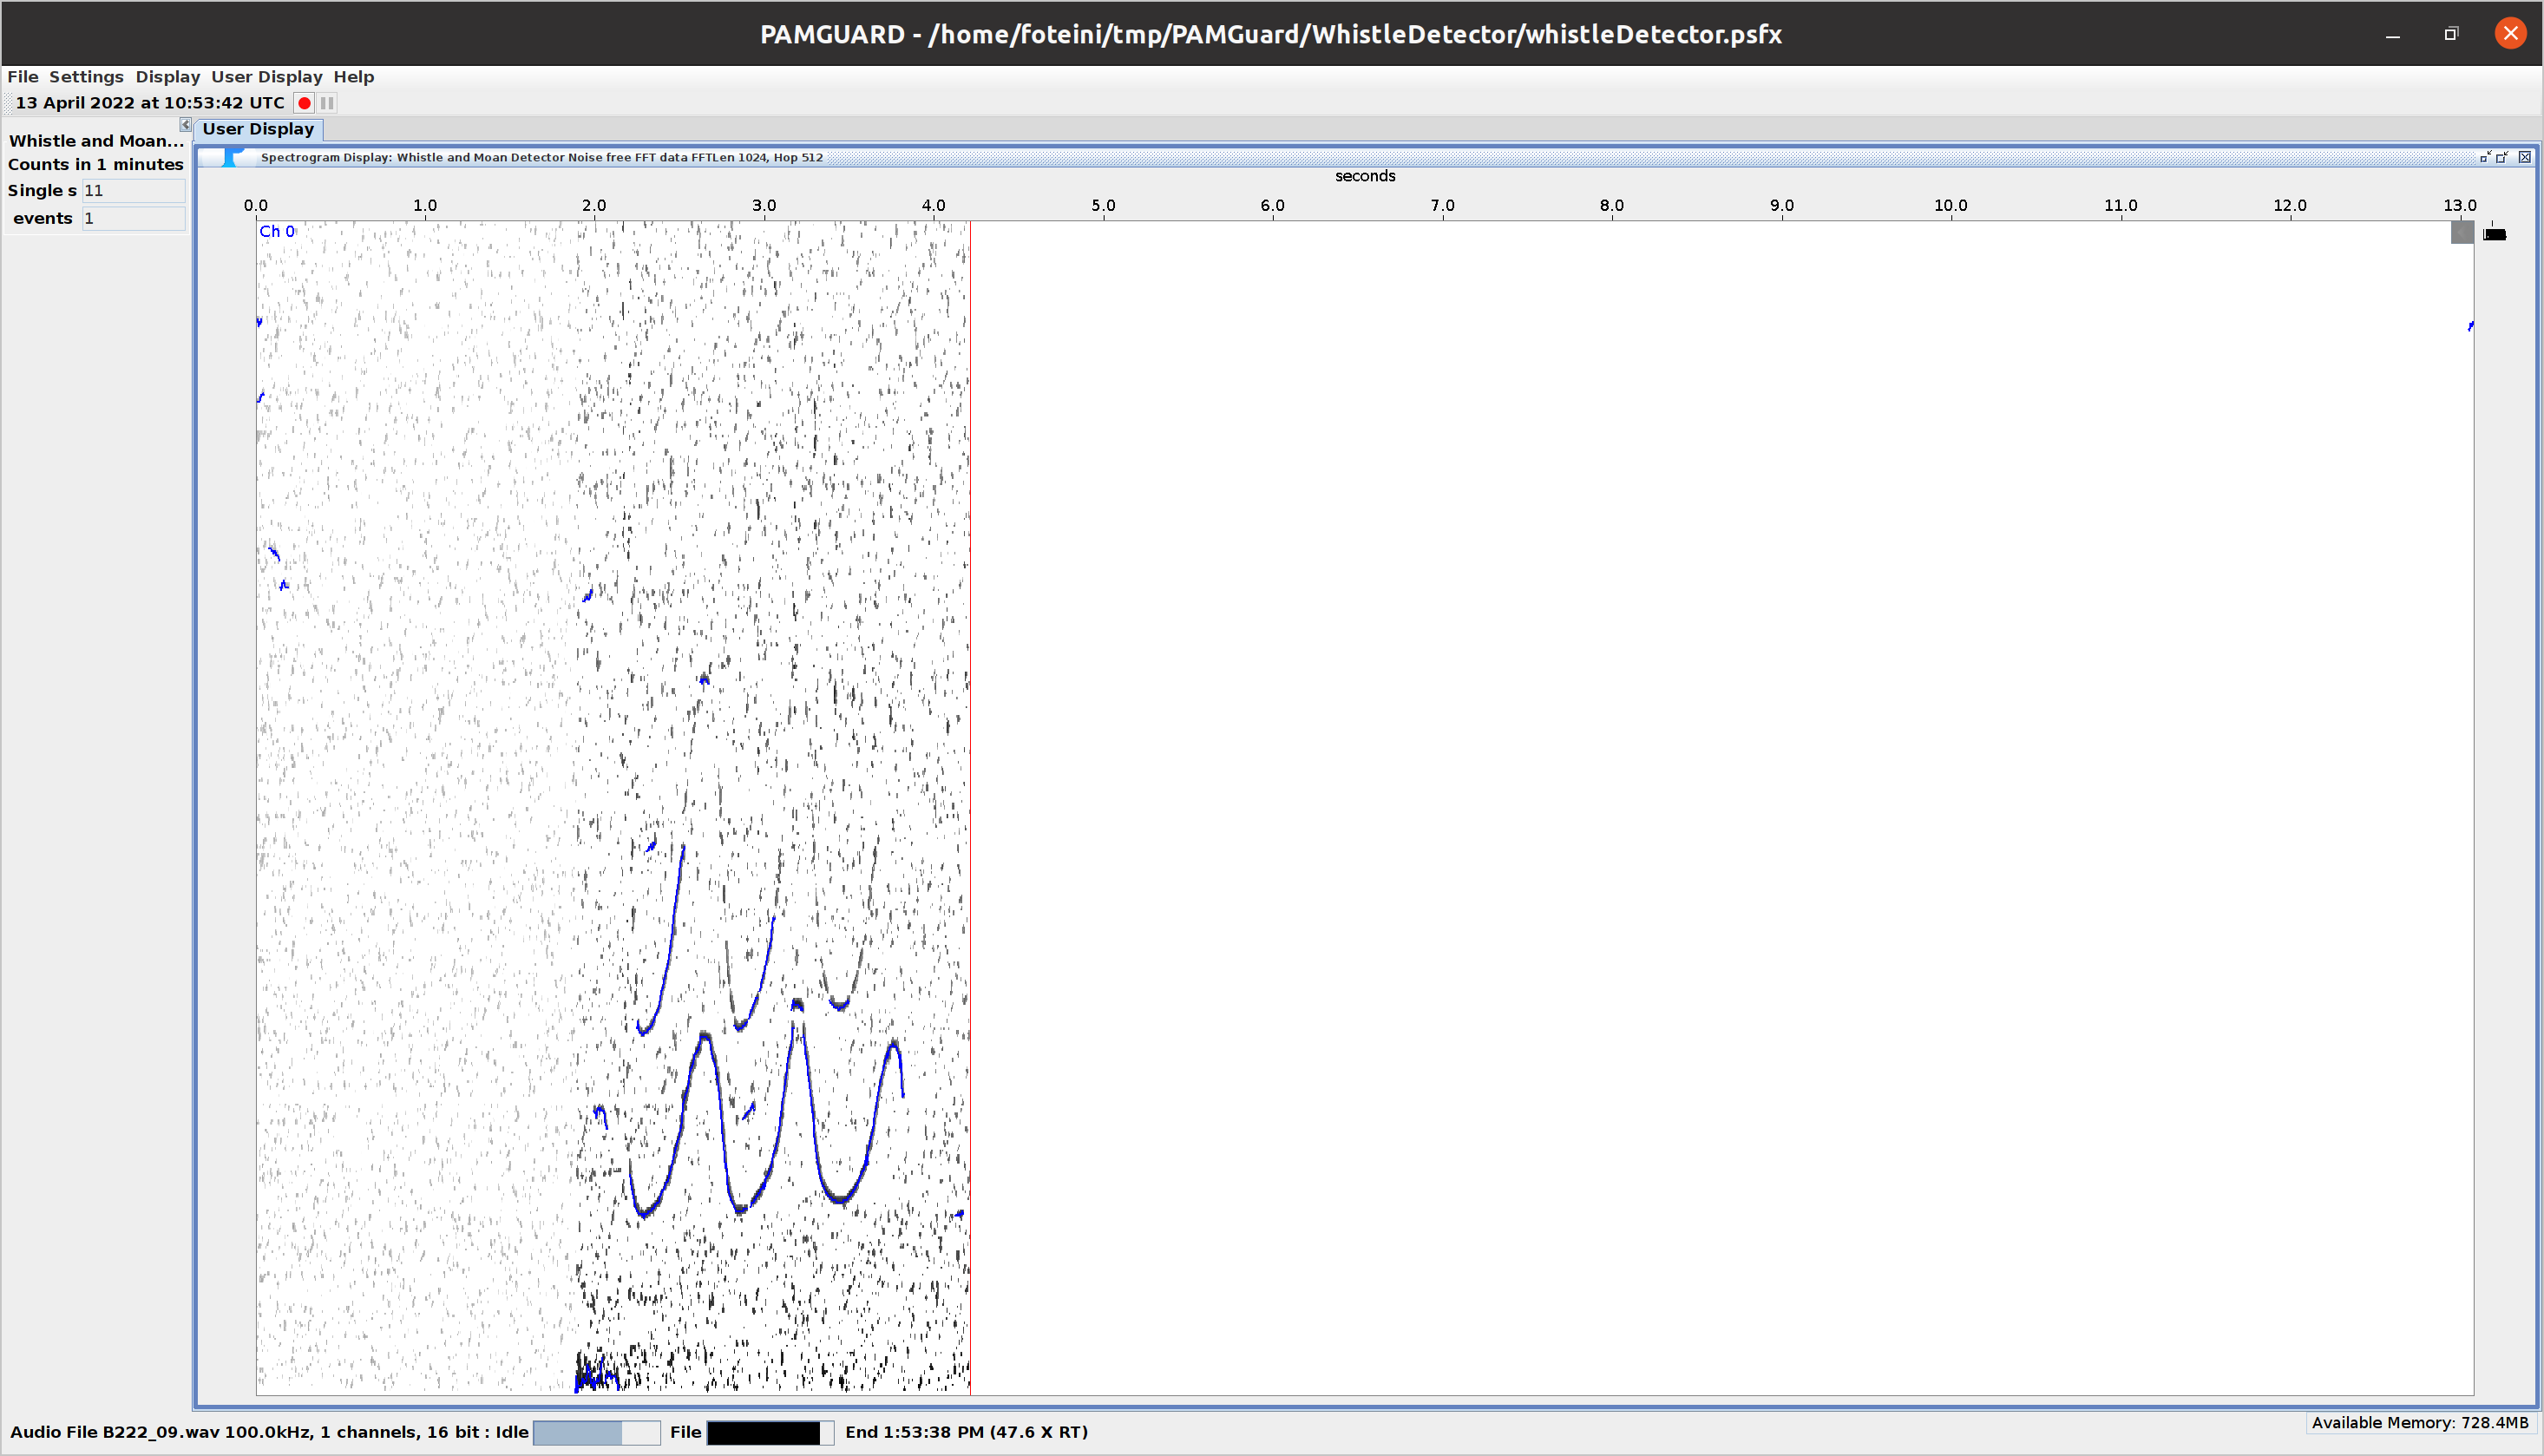 PAMGUARD - /home/foteini/tmp/PAMGuard/WhistleDetector/whistleDetector.psfx
File Settings Display User Display Help
13 April 2022 at 10:53:42 UTC
Whistle and Moan...
Counts in 1 minutes
Single s 11
events 1
User Display
Spectrogram Display: Whistle and Moan Detector Noise free FFT data FFTLen 1024, Hop 512
seconds
0.0 1.0 2.0 3.0 4.0 5.0 6.0 7.0 8.0 9.0 10.0 11.0 12.0 13.0
Ch 0
Audio File B222_09.wav 100.0kHz, 1 channels, 16 bit : Idle File End 1:53:38 PM (47.6 X RT)
Available Memory: 728.4MB